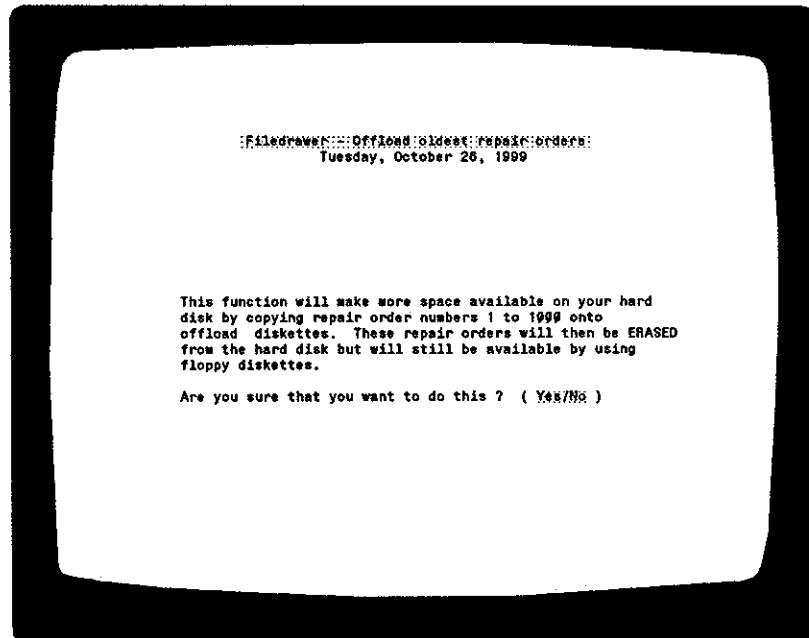 Filedrawer - Offload oldest repair orders
Tuesday, October 26, 1999
This function will make more space available on your hard
disk by copying repair order numbers 1 to 1999 onto
offload diskettes. These repair orders will then be ERASED
from the hard disk but will still be available by using
floppy diskettes.
Are you sure that you want to do this ? ( Yes/No )